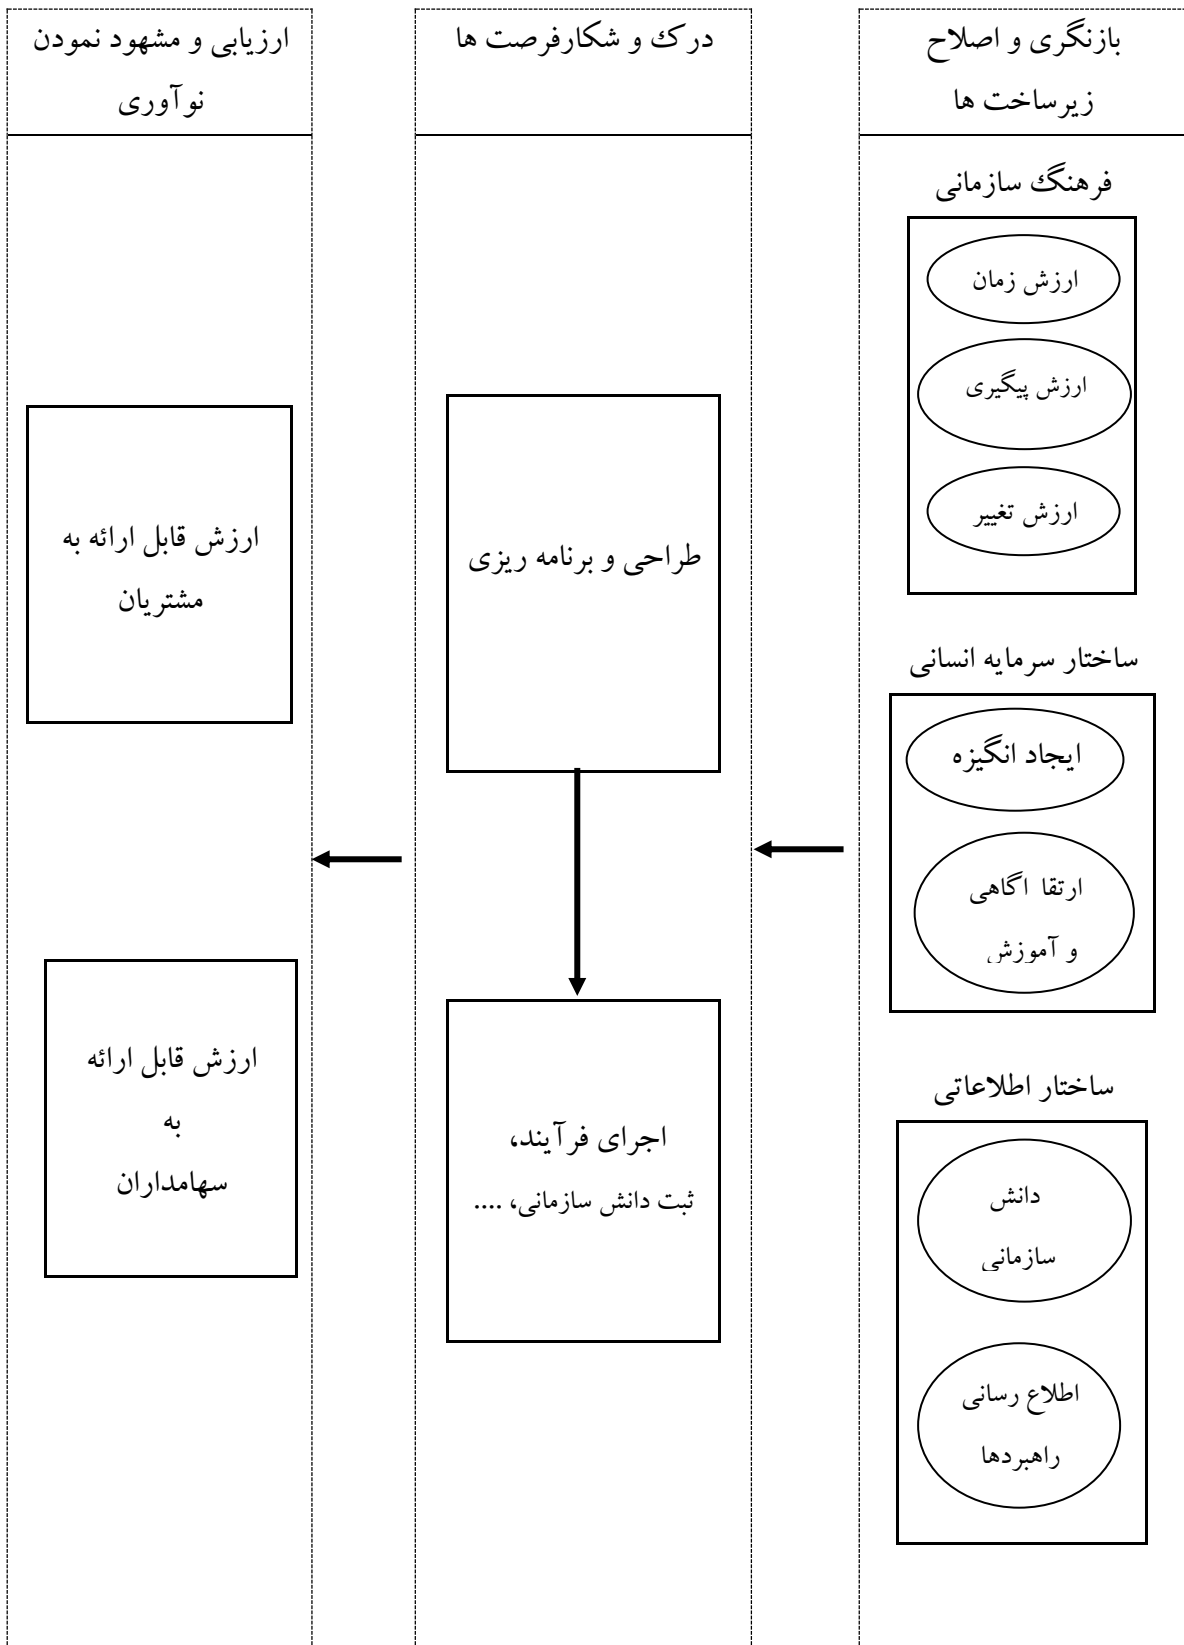 بازنگری و اصلاح
زیرساخت ها
فرهنگ سازمانی
ارزش زمان
ارزش پیگیری
ارزش تغییر
ساختار سرمایه انسانی
ایجاد انگیزه
ارتقا اگاهی
و آموزش
ساختار اطلاعاتی
دانش
سازمانی
اطلاع رسانی
راهبردها
درک و شکارفرصت ها
طراحی و برنامه ریزی
اجرای فرآیند،
ثبت دانش سازمانی، ....
ارزیابی و مشهود نمودن
نوآوری
ارزش قابل ارائه به
مشتریان
ارزش قابل ارائه
به
سهامداران